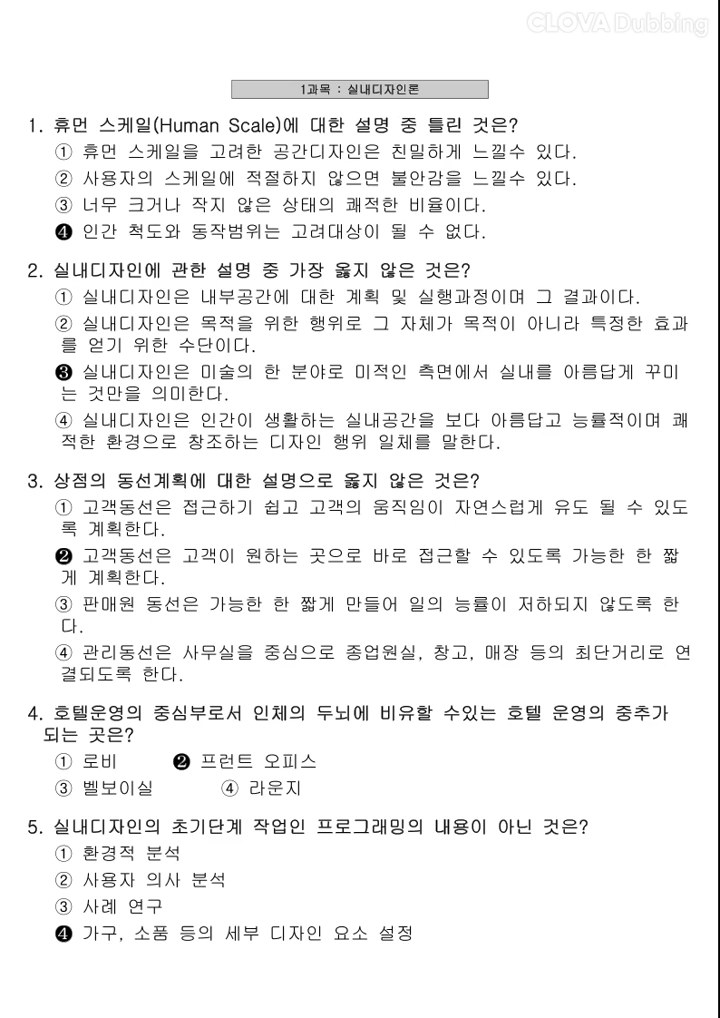 CLOVA Dubbing
1과목 : 실내디자인론
1. 휴먼 스케일(Human Scale)에 대한 설명 중 틀린 것은?
① 휴먼 스케일을 고려한 공간디자인은 친밀하게 느낄수 있다.
② 사용자의 스케일에 적절하지 않으면 불안감을 느낄수 있다.
③ 너무 크거나 작지 않은 상태의 쾌적한 비율이다.
❹ 인간 척도와 동작범위는 고려대상이 될 수 없다.
2. 실내디자인에 관한 설명 중 가장 옳지 않은 것은?
① 실내디자인은 내부공간에 대한 계획 및 실행과정이며 그 결과이다.
② 실내디자인은 목적을 위한 행위로 그 자체가 목적이 아니라 특정한 효과
를 얻기 위한 수단이다.
❸ 실내디자인은 미술의 한 분야로 미적인 측면에서 실내를 아름답게 꾸미
는 것만을 의미한다.
④ 실내디자인은 인간이 생활하는 실내공간을 보다 아름답고 능률적이며 쾌
적한 환경으로 창조하는 디자인 행위 일체를 말한다.
3. 상점의 동선계획에 대한 설명으로 옳지 않은 것은?
① 고객동선은 접근하기 쉽고 고객의 움직임이 자연스럽게 유도 될 수 있도
록 계획한다.
❷ 고객동선은 고객이 원하는 곳으로 바로 접근할 수 있도록 가능한 한 짧
게 계획한다.
③ 판매원 동선은 가능한 한 짧게 만들어 일의 능률이 저하되지 않도록 한
다.
④ 관리동선은 사무실을 중심으로 종업원실, 창고, 매장 등의 최단거리로 연
결되도록 한다.
4. 호텔운영의 중심부로서 인체의 두뇌에 비유할 수있는 호텔 운영의 중추가
되는 곳은?
① 로비 ❷ 프런트 오피스
③ 벨보이실 ④ 라운지
5. 실내디자인의 초기단계 작업인 프로그래밍의 내용이 아닌 것은?
① 환경적 분석
② 사용자 의사 분석
③ 사례 연구
❹ 가구, 소품 등의 세부 디자인 요소 설정